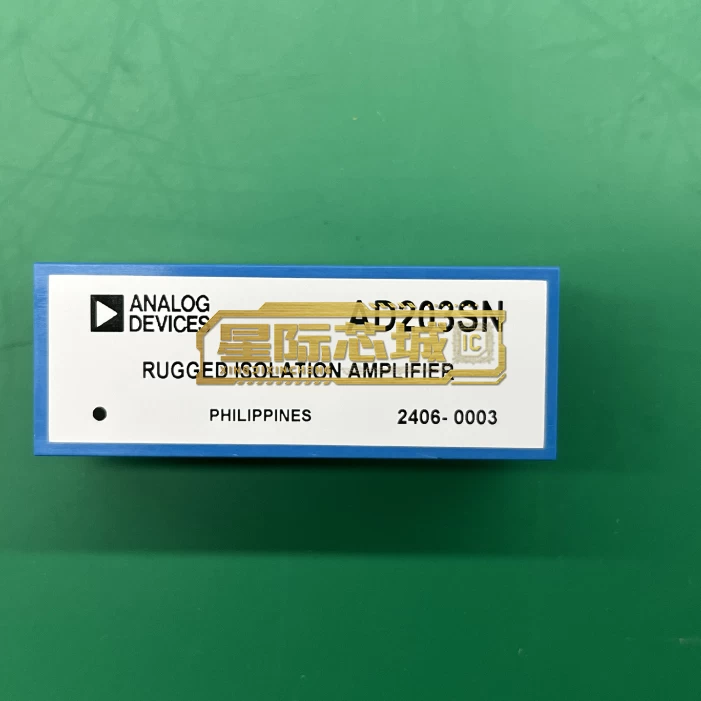 ANALOG
DEVICES
AD203SN
星际芯城
IC
RUGGED ISOLATION AMPLIFIER
PHILIPPINES
2406-0003